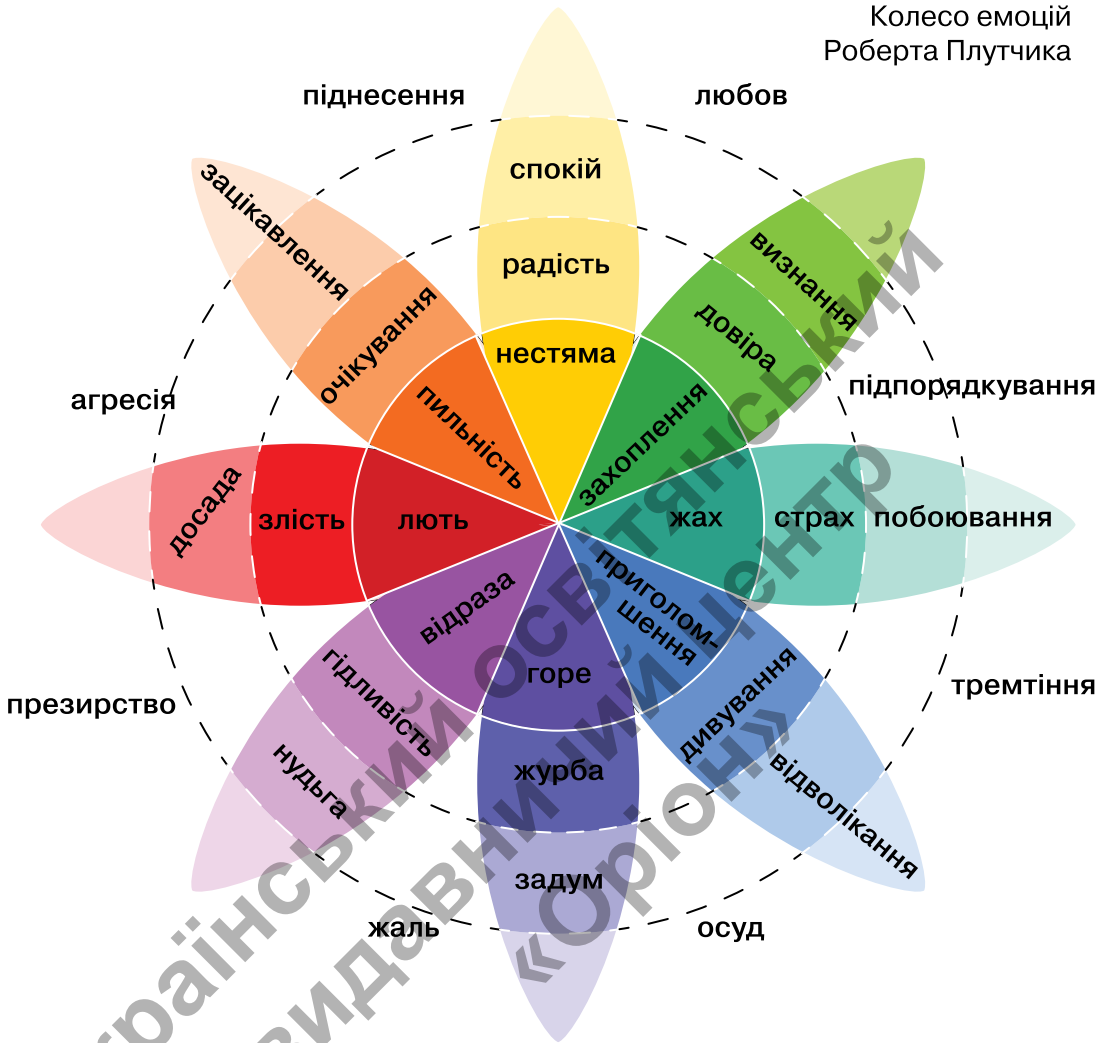 Колесо емоцій
Роберта Плутчика
піднесення
любов
спокій
зацікавлення
визнання
радість
очікування
довіра
нестяма
агресія
підпорядкування
пильність
захоплення
досада
злість
лють
жах
страх
побоювання
відраза
приголом-
шення
горе
презирство
тремтіння
гідливість
дивування
нудьга
журба
відволікання
задум
жаль
осуд
український освітянський
видавничий центр
«Оріон»